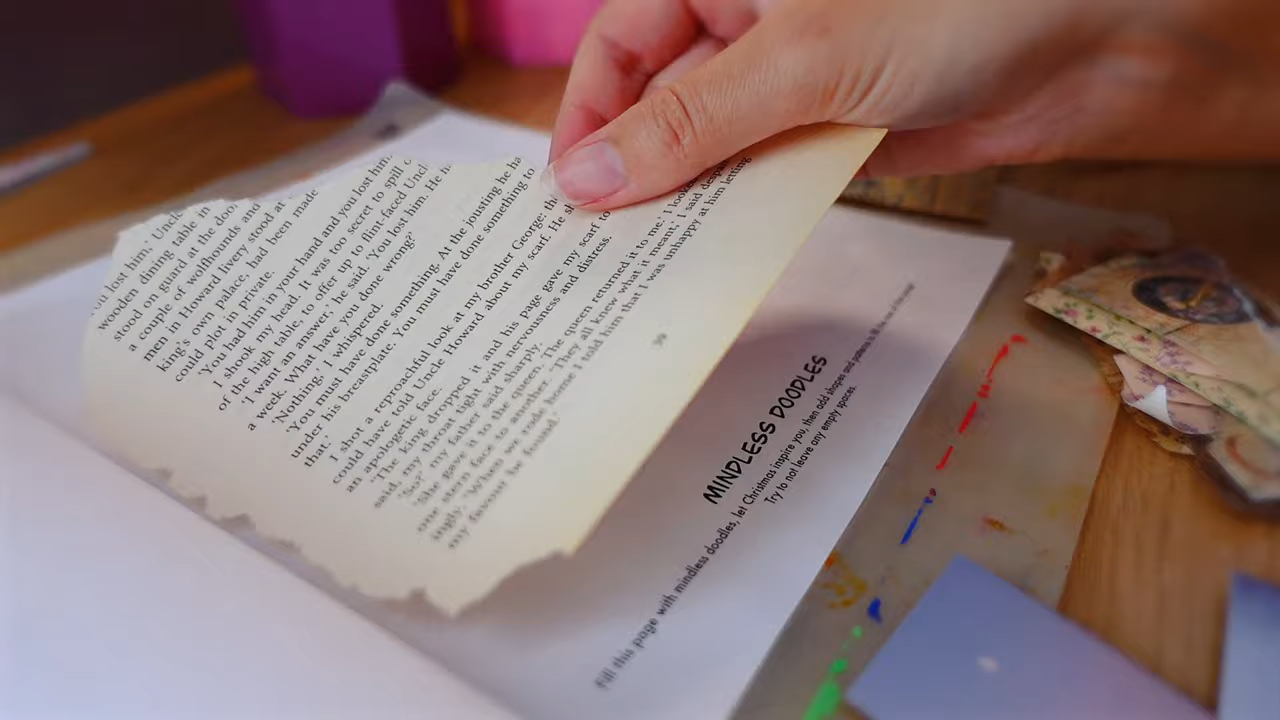 u lost him,' Uncle
wooden dining table in
stood on guard at the doo
a couple of wolfhounds and
men in Howard livery stood a
king's own palace, had been made
could plot in private.
'You had him in your hand and you lost him.
I shook my head. It was too secret to spill
of the high table, to offer up to flint-faced Uncl
'I want an answer,' he said. 'You lost him. He h
week. What have you done wrong?'
'Nothing,' I whispered.
'You must have done something. At the jousting he ha
under his breastplate. You must have done something to
that.'
I shot a reproachful look at my brother George: th
could have told Uncle Howard about my scarf. He s
an apologetic face.
'The king dropped it and his page gave my scarf to
said, my throat tight with nervousness and distress.
'So?' my father said sharply.
'She gave it to the queen. The queen returned it to me.' I looke
one stern face to another. 'They all knew what it meant,' I said despair
ingly. 'When we rode home I told him that I was unhappy at him letting
my favour be found.'
MINDLESS DOODLES
Fill this page with mindless doodles, let Christmas inspire you, then add shapes and patterns to fill out the page
Try to not leave any empty spaces.